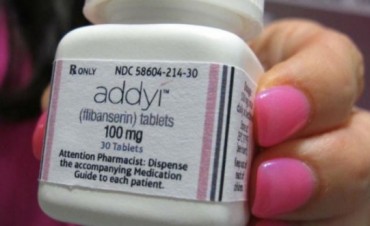 Rx ONLY NDC 58604-214-30
addyi™
(flibanserin) tablets
100 mg
30 Tablets
Attention Pharmacist: Dispense
the accompanying Medication
Guide to each patient.